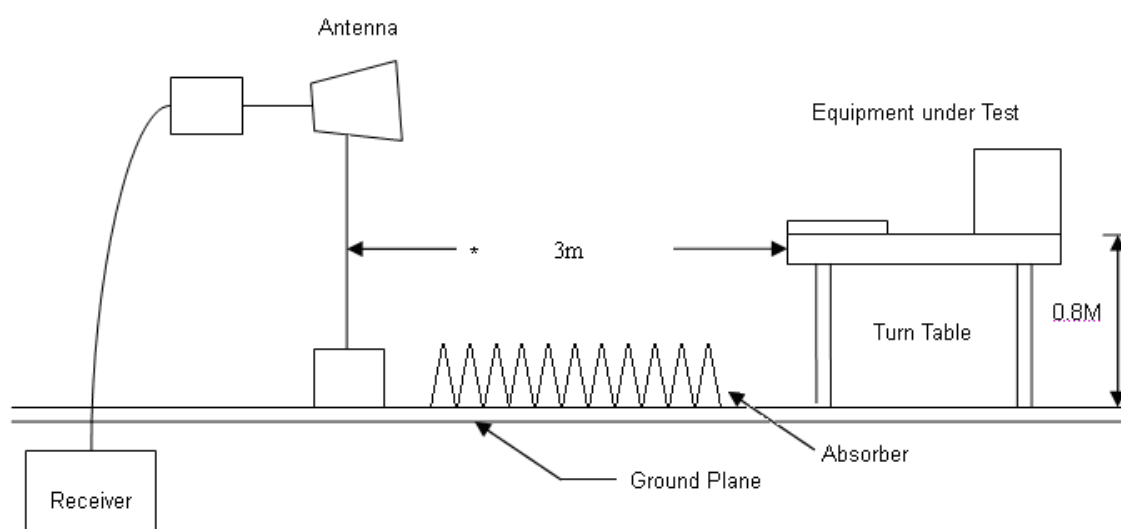 Antenna
Equipment under Test
* 3m
0.8M
Turn Table
Absorber
Ground Plane
Receiver